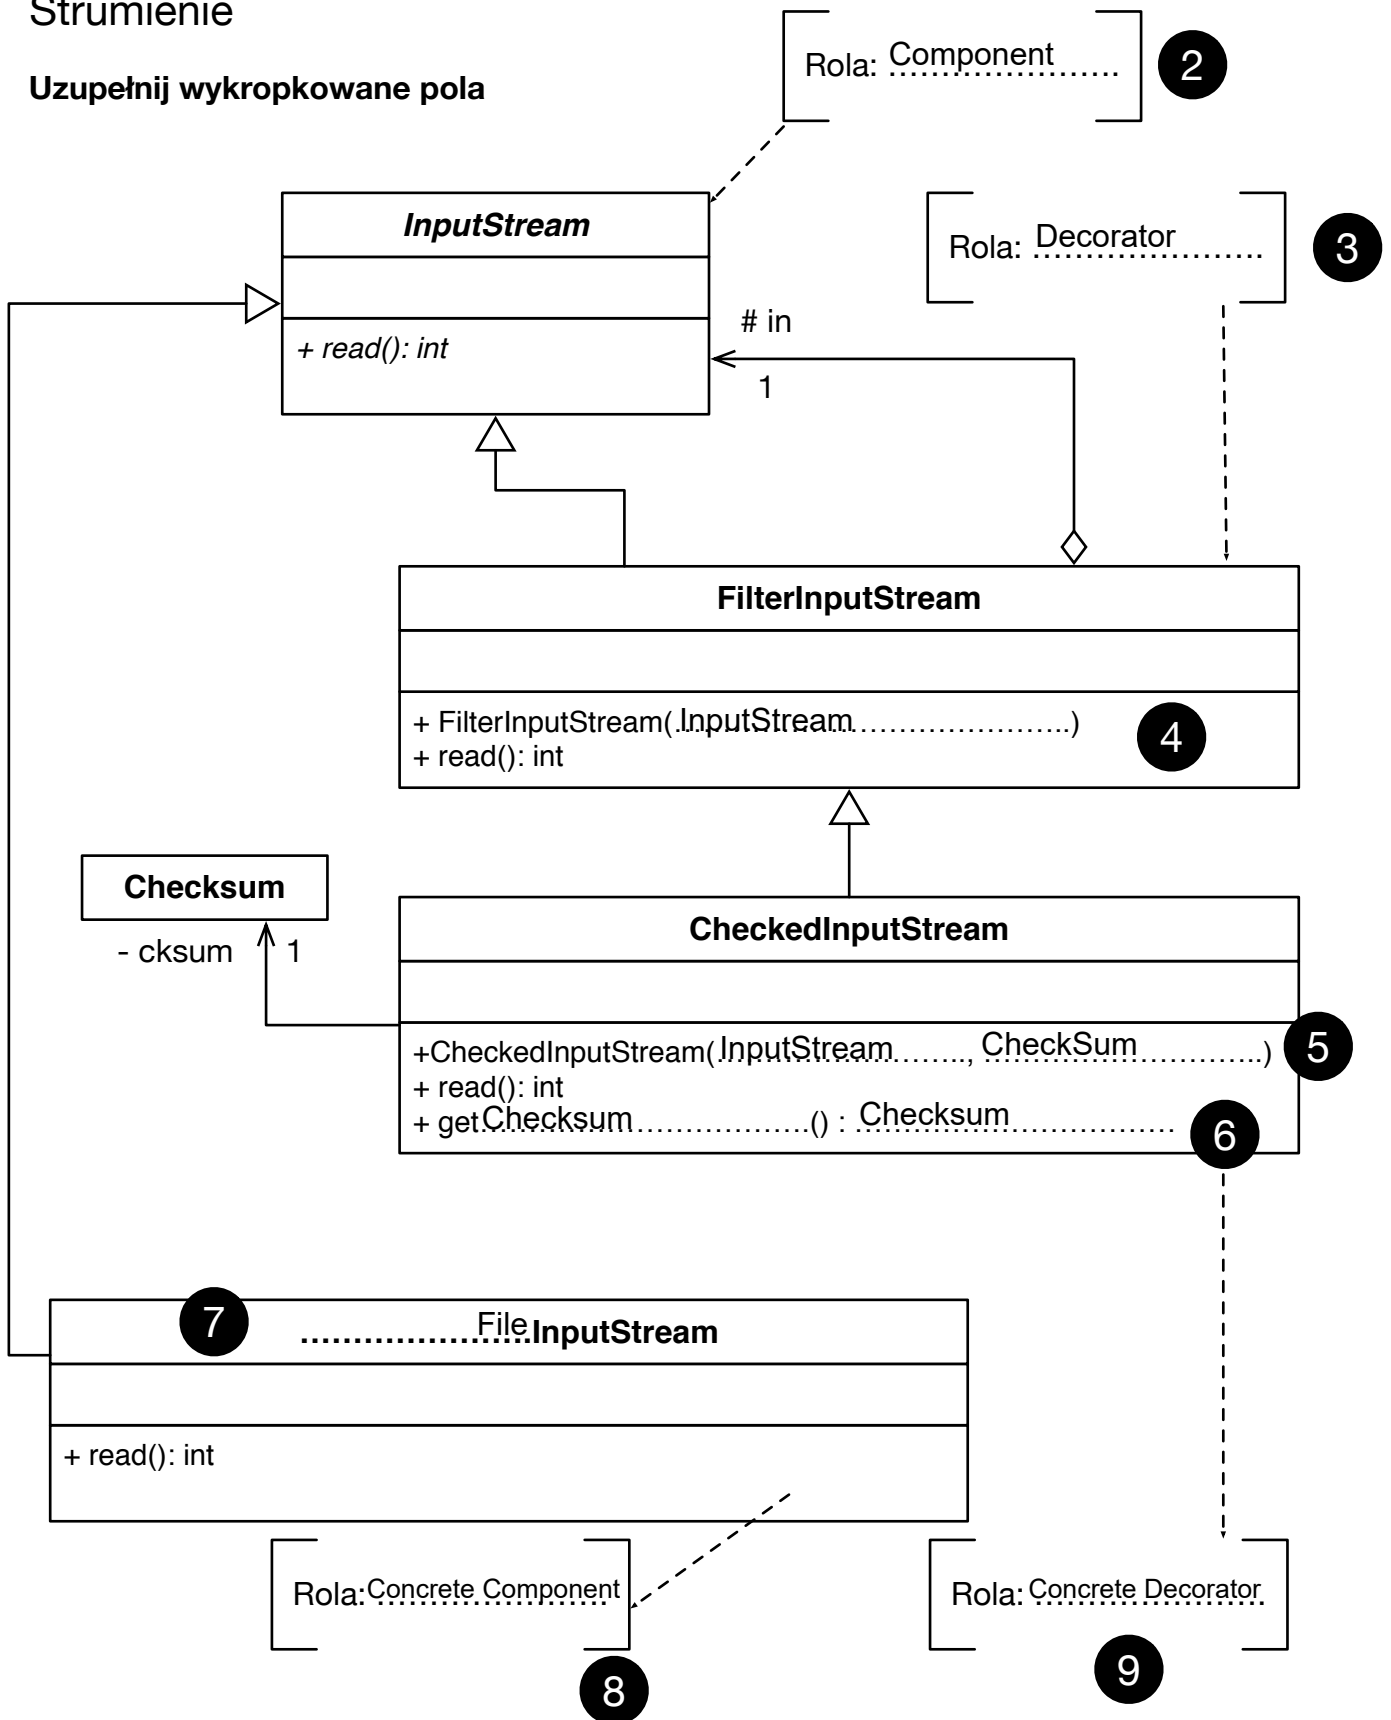 Strumienie
Rola: Component
2
Uzupełnij wykropkowane pola
InputStream
Rola: Decorator
3
# in
+ read(): int
1
FilterInputStream
+ FilterInputStream(InputStream)
4
+ read(): int
Checksum
CheckedInputStream
- cksum 1
+CheckedInputStream(InputStream........, CheckSum.............)
5
+ read(): int
+ getChecksum..................() : Checksum
6
7
File InputStream
+ read(): int
Rola: Concrete Component
Rola: Concrete Decorator
8
9